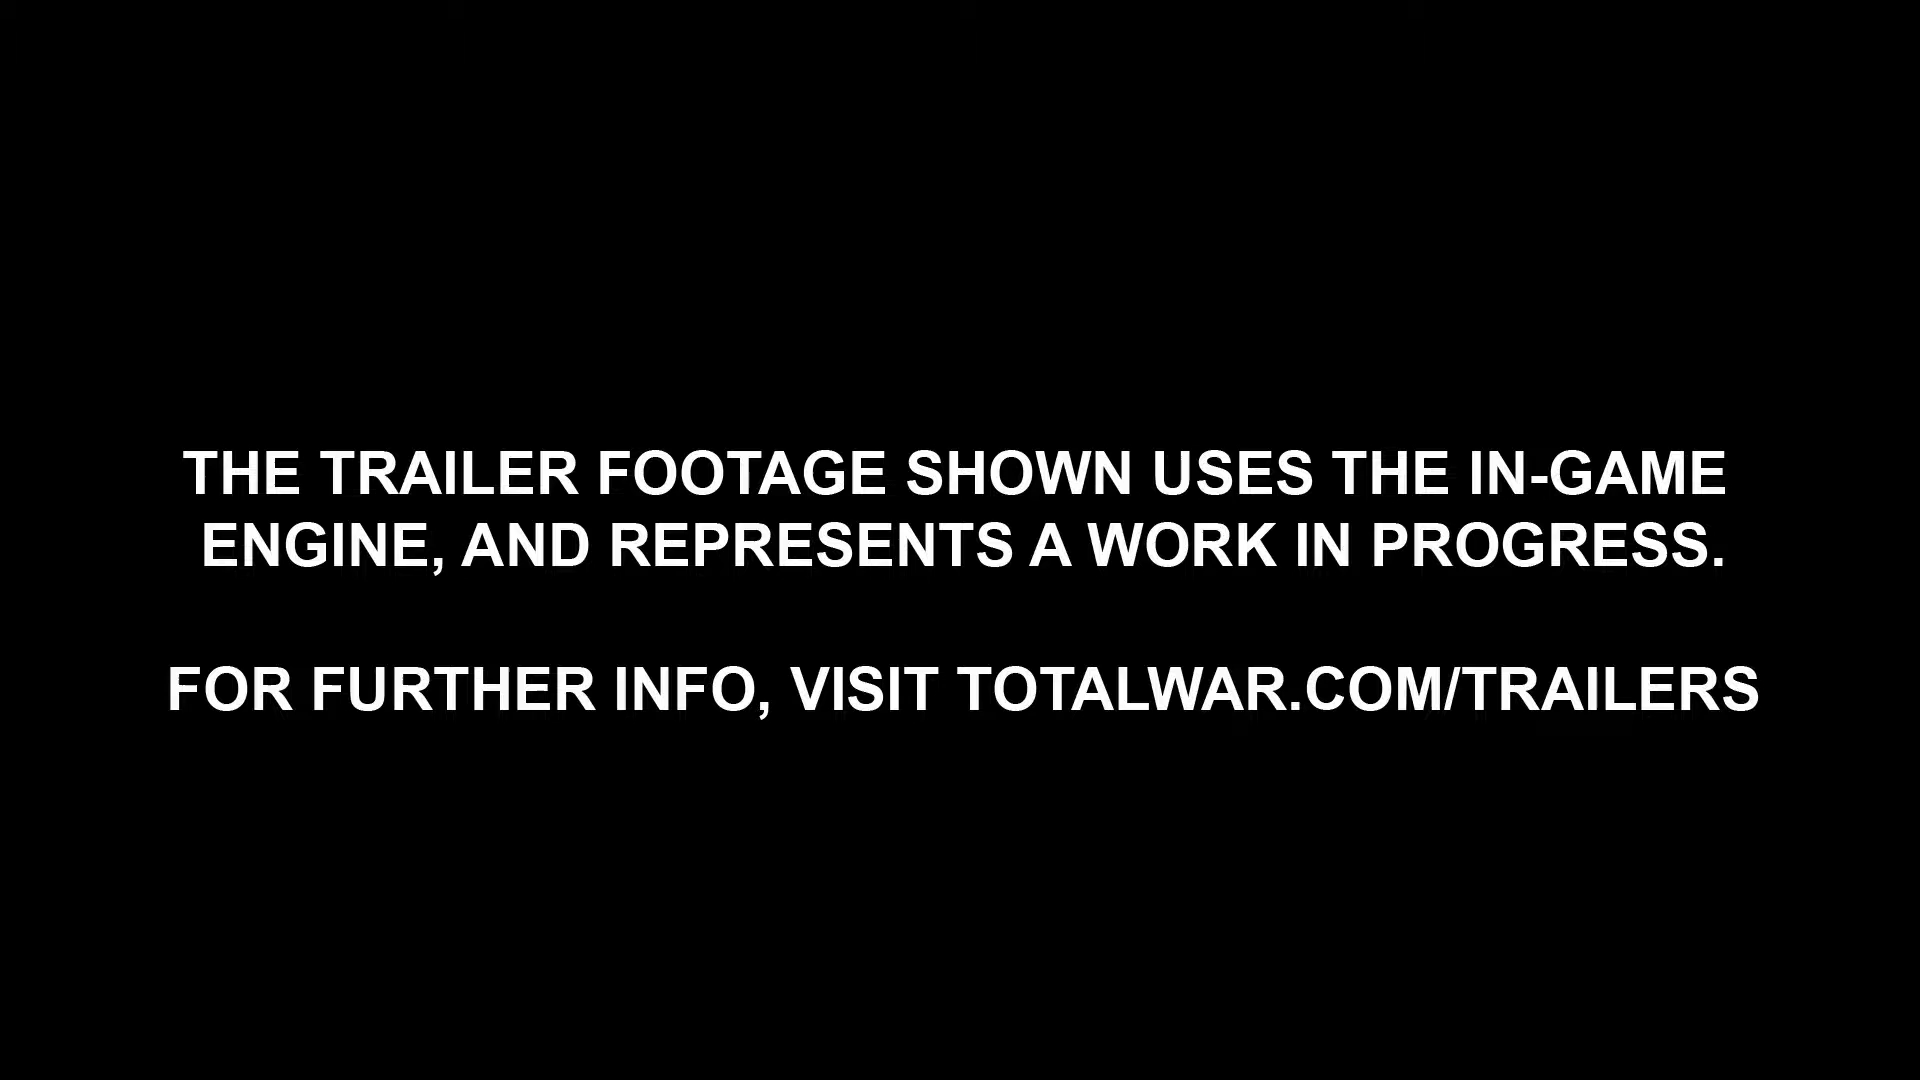 THE TRAILER FOOTAGE SHOWN USES THE IN-GAME
ENGINE, AND REPRESENTS A WORK IN PROGRESS.
FOR FURTHER INFO, VISIT TOTALWAR.COM/TRAILERS